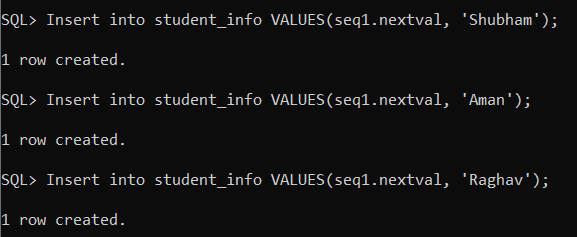 SQL> Insert into student_info VALUES(seq1.nextval, 'Shubham');
1 row created.
SQL> Insert into student_info VALUES(seq1.nextval, 'Aman');
1 row created.
SQL> Insert into student_info VALUES(seq1.nextval, 'Raghav');
1 row created.